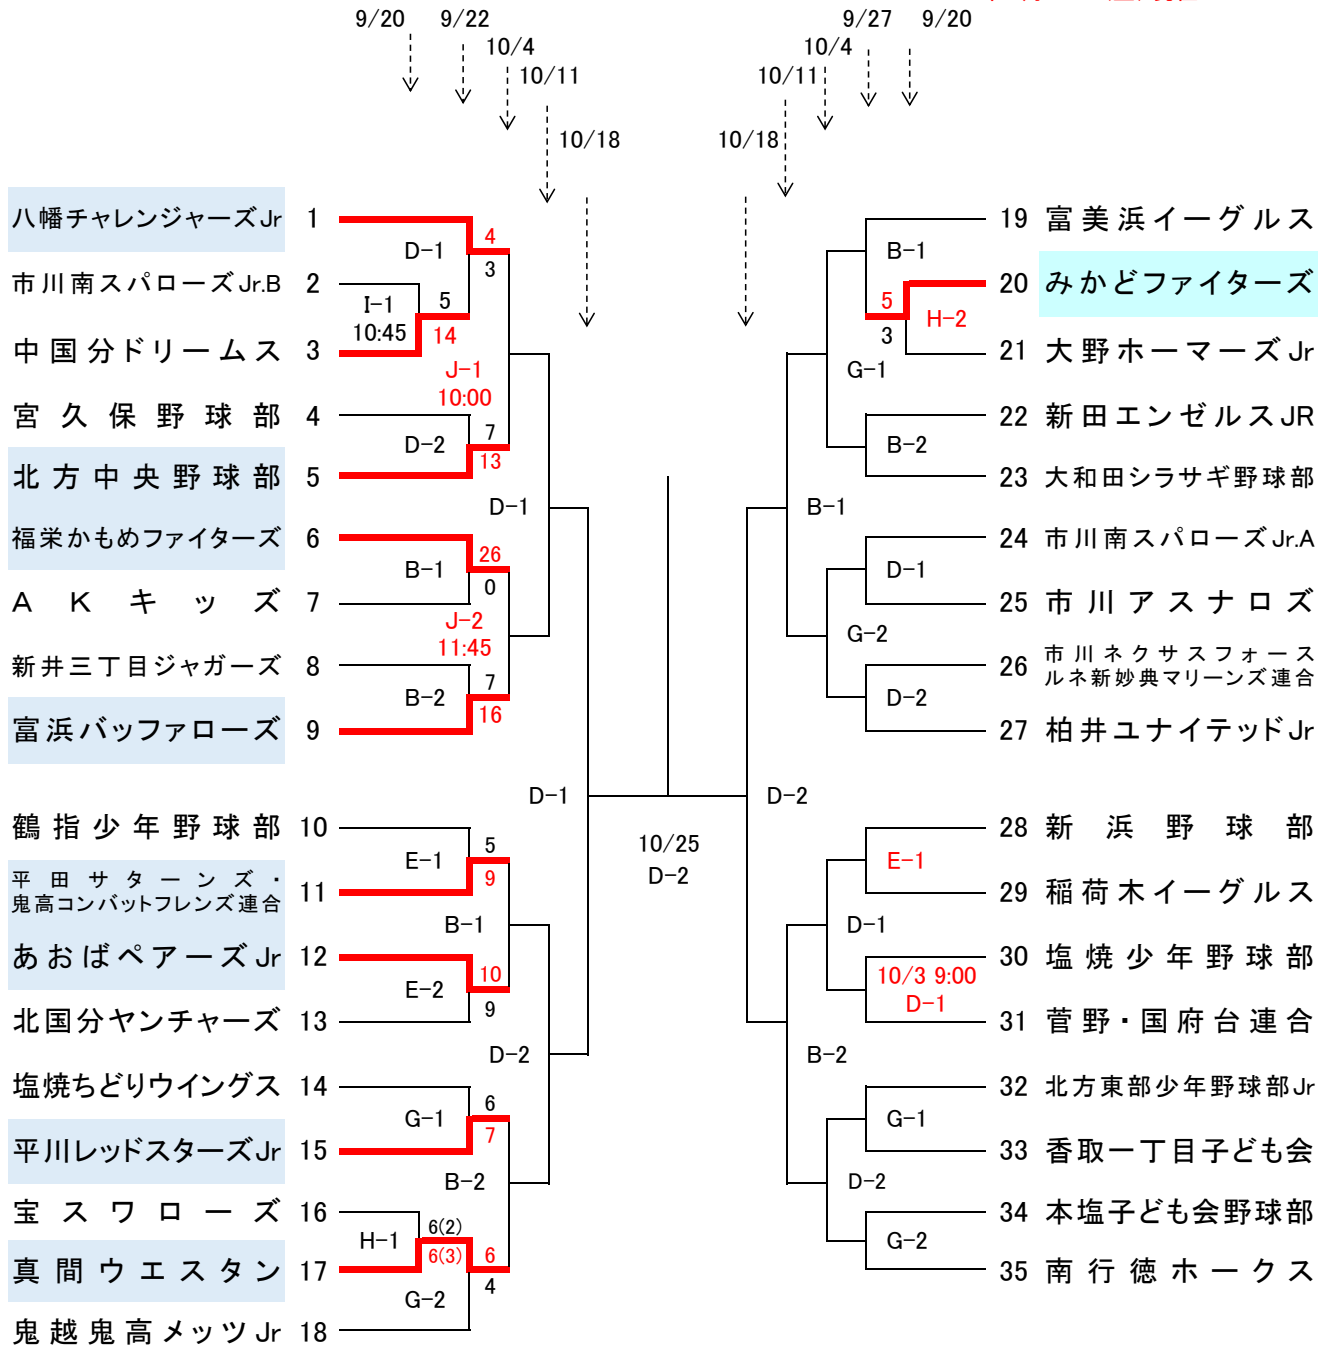 9/20
9/22
10/4
10/11
10/18
9/27
9/20
10/4
10/11
10/18
八幡チャレンジャーズJr 1
市川南スパローズJr.B 2
中国分ドリームス 3
宮久保野球部 4
北方中央野球部 5
福栄かもめファイターズ 6
AKキッズ 7
新井三丁目ジャガーズ 8
富浜バッファローズ 9
鶴指少年野球部 10
平田サターンズ・
鬼高コンバットフレンズ連合 11
あおばペアーズJr 12
北国分ヤンチャーズ 13
塩焼ちどりウイングス 14
平川レッドスターズJr 15
宝スワローズ 16
真間ウエスタン 17
鬼越鬼高メッツJr 18
D-1
4
3
I-1
10:45
5
14
J-1
10:00
D-2
7
13
D-1
B-1
26
0
J-2
11:45
B-2
7
16
D-1
E-1
5
9
B-1
E-2
10
9
D-2
G-1
6
7
B-2
H-1
6(2)
6(3)
6
4
G-2
10/25
D-2
19 富美浜イーグルス
20 みかどファイターズ
21 大野ホーマーズJr
22 新田エンゼルスJR
23 大和田シラサギ野球部
24 市川南スパローズJr.A
25 市川アスナロズ
26 市川ネクサスフォース
ルネ新妙典マリーンズ連合
27 柏井ユナイテッドJr
28 新浜野球部
29 稲荷木イーグルス
30 塩焼少年野球部
31 菅野・国府台連合
32 北方東部少年野球部Jr
33 香取一丁目子ども会
34 本塩子ども会野球部
35 南行徳ホークス
B-1
5
3
H-2
G-1
B-2
B-1
D-1
G-2
D-2
D-2
E-1
D-1
10/3 9:00
D-1
B-2
G-1
D-2
G-2